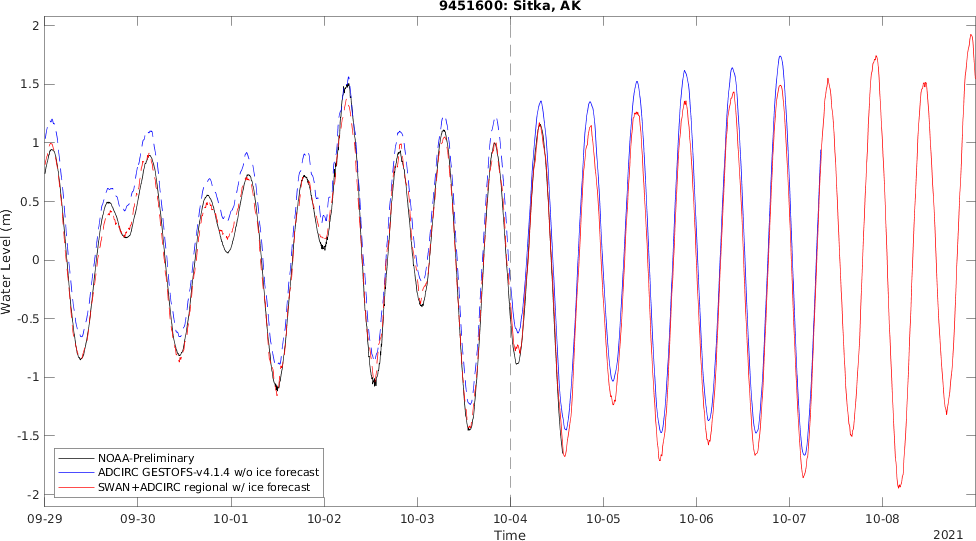 9451600: Sitka, AK
Water Level (m)
2
1.5
1
0.5
0
-0.5
-1
-1.5
-2
NOAA-Preliminary
ADCIRC GESTOFS-v4.1.4 w/o ice forecast
SWAN+ADCIRC regional w/ ice forecast
09-29 09-30 10-01 10-02 10-03 10-04 10-05 10-06 10-07 10-08
Time
2021